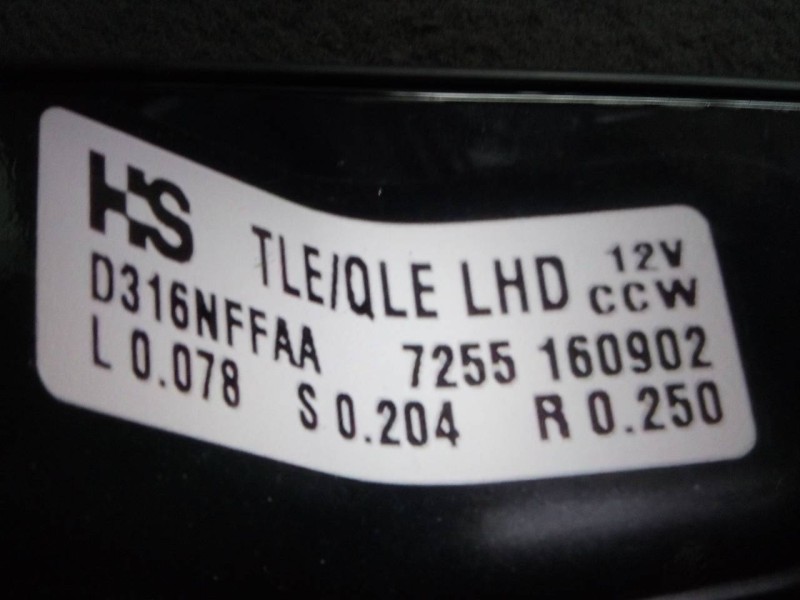 HS
TLE/QLE LHD 12V
CCW
D316NFFAA 7255 160902
L 0.078 S 0.204 R 0.250